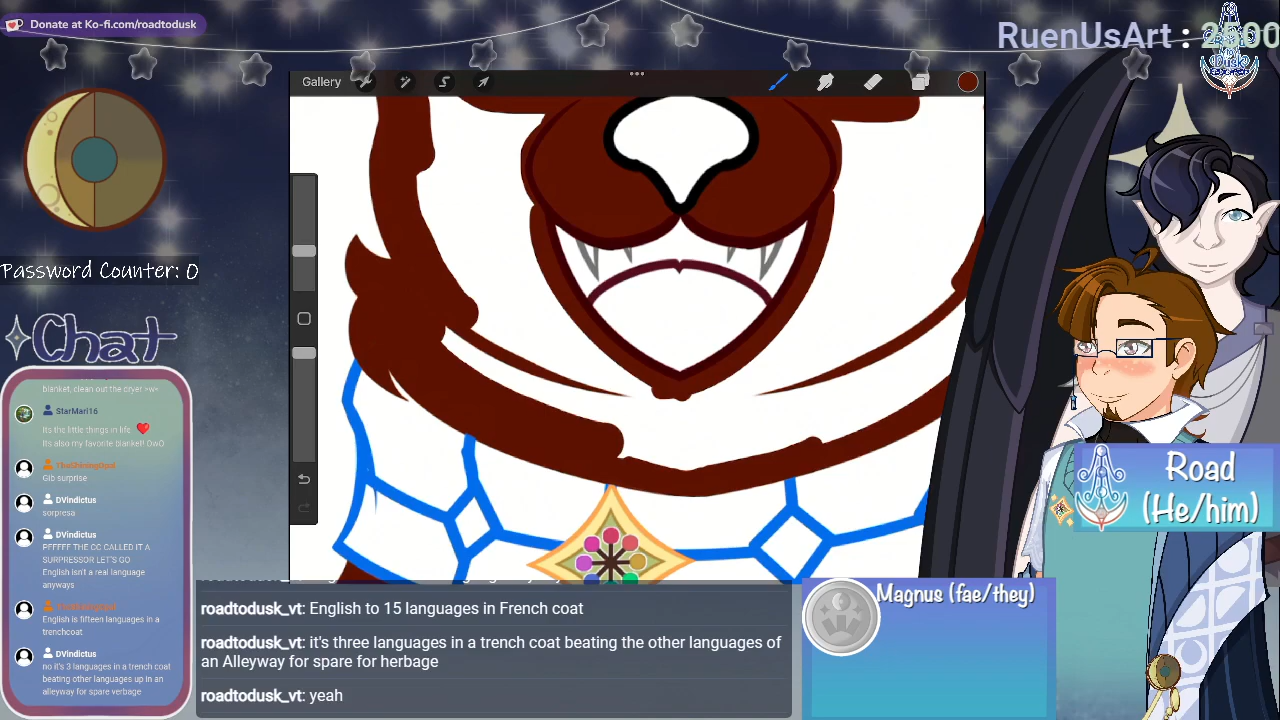 Donate at Ko-fi.com/roadtodusk
RuenUsArt : 2500
Gallery
Password Counter: 0
Chat
blanket, clean out the dryer >w<
StarMari16
Its the little things in life ❤
Its also my favorite blanket! OwO
Gib surprise
DVindictus
sorpresa
DVindictus
PFFFFF THE CC CALLED IT A
SURPRESSOR LET'S GO
English isn't a real language
anyways
English is fifteen languages in a
trenchcoat
DVindictus
no it's 3 languages in a trench coat
beating other languages up in an
alleyway for spare verbage
roadtodusk_vt: English to 15 languages in French coat
roadtodusk_vt: it's three languages in a trench coat beating the other languages of
an Alleyway for spare for herbage
roadtodusk_vt: yeah
Road
(He/him)
Magnus (fae/they)